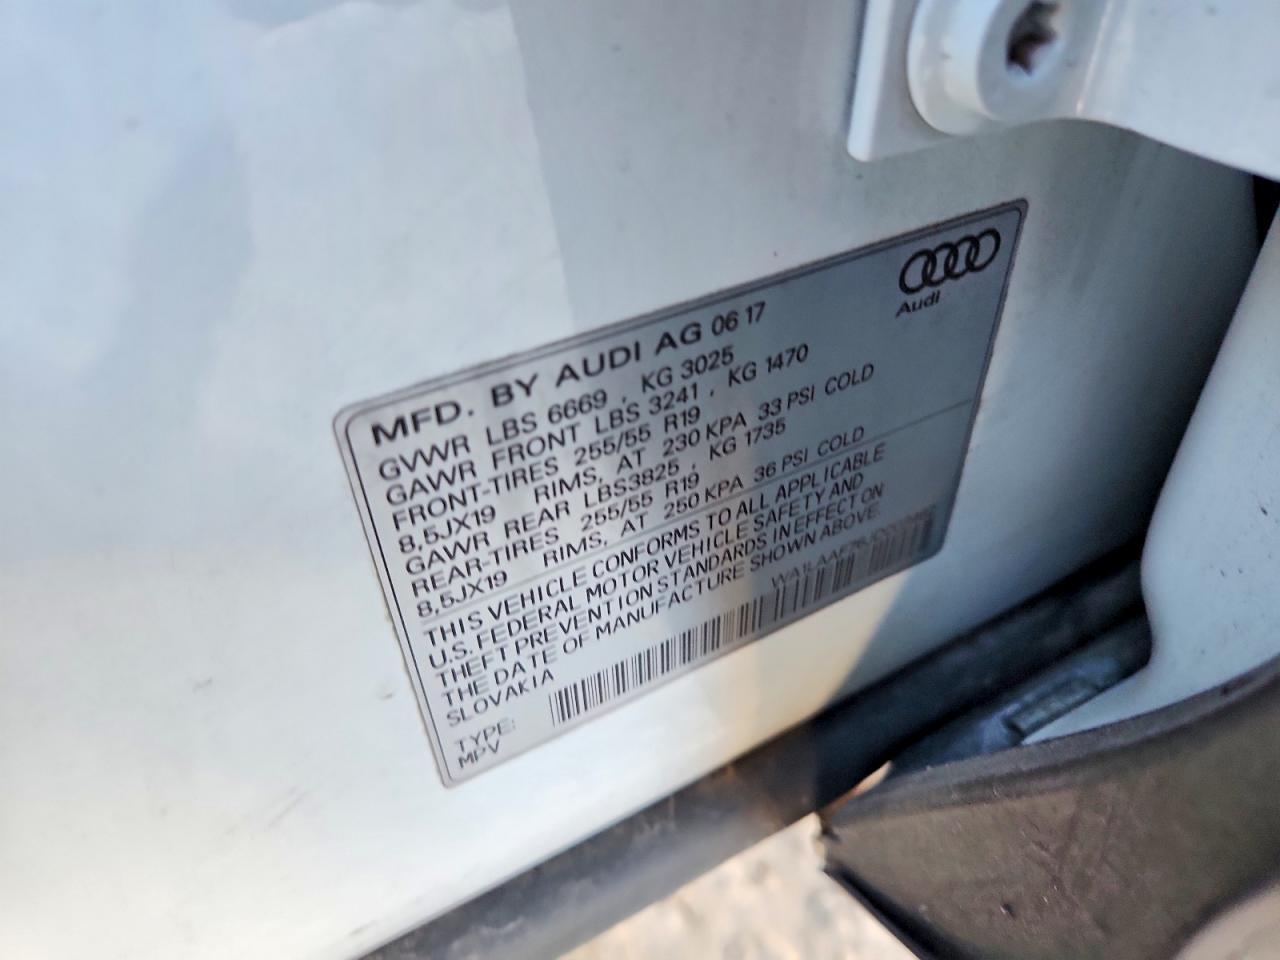 Audi
MFD. BY AUDI AG 06 17
GVWR LBS 6669 , KG 3025
GAWR FRONT LBS 3241 , KG 1470
FRONT-TIRES 255/55 R19
8,5JX19 RIMS, AT 230 KPA 33 PSI COLD
GAWR REAR LBS3825 , KG 1735
REAR-TIRES 255/55 R19
8,5JX19 RIMS, AT 250 KPA 36 PSI COLD
THIS VEHICLE CONFORMS TO ALL APPLICABLE
U.S. FEDERAL MOTOR VEHICLE SAFETY AND
THEFT PREVENTION STANDARDS IN EFFECT ON
THE DATE OF MANUFACTURE SHOWN ABOVE.
SLOVAKIA
TYPE:
MPV